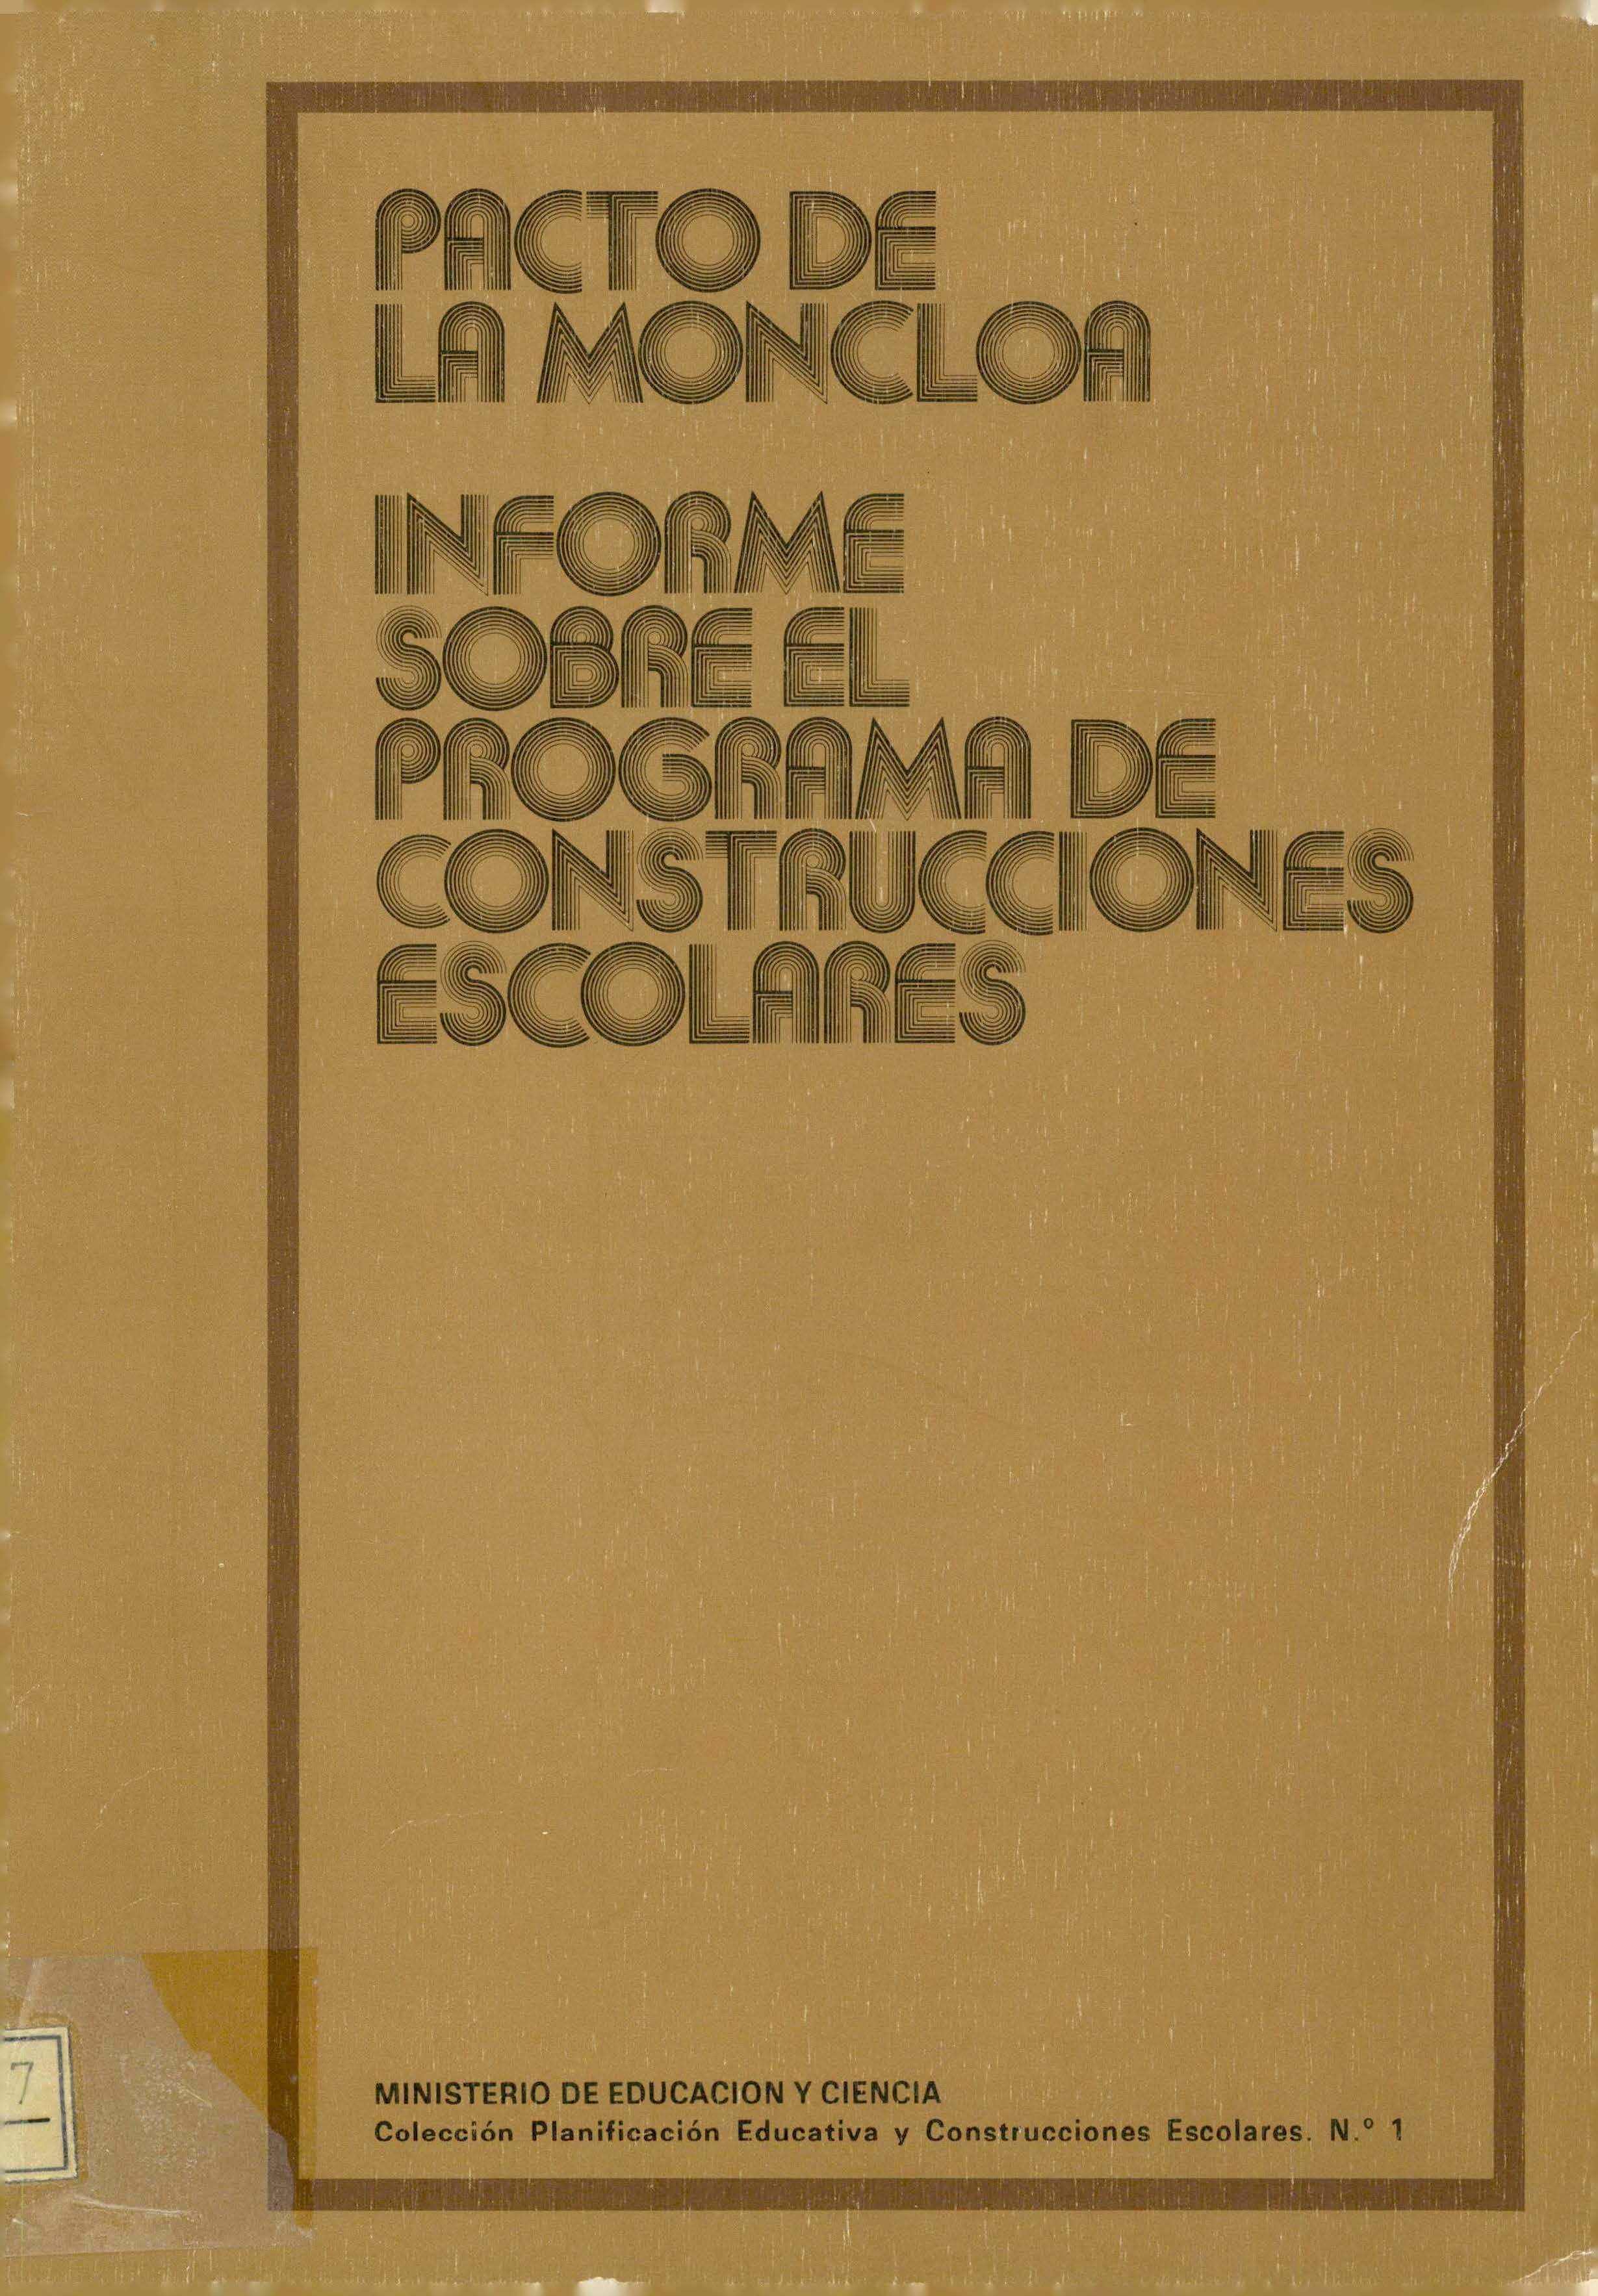 PACTO DE
LA MONCLOA
INFORME
SOBRE EL
PROGRAMA DE
CONSTRUCCIONES
ESCOLARES
7
MINISTERIO DE EDUCACION Y CIENCIA
Colección Planificación Educativa y Construcciones Escolares. N.º 1